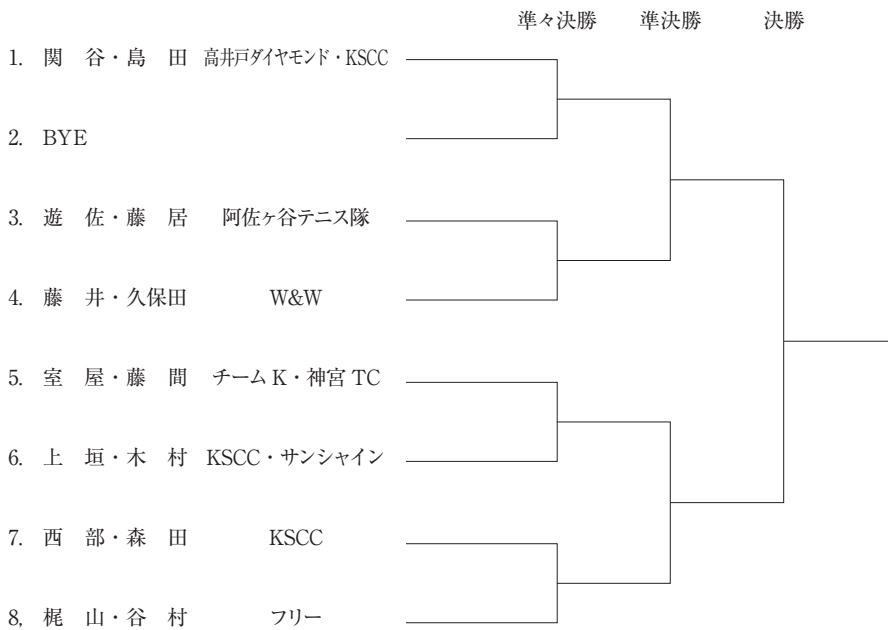 準々決勝 準決勝 決勝
1. 関 谷・島 田 高井戸ダイヤモンド・KSCC
2. BYE
3. 遊 佐・藤 居 阿佐ヶ谷テニス隊
4. 藤 井・久保田 W&W
5. 室 屋・藤 間 チーム K・神宮 TC
6. 上 垣・木 村 KSCC・サンシャイン
7. 西 部・森 田 KSCC
8, 梶 山・谷 村 フリー